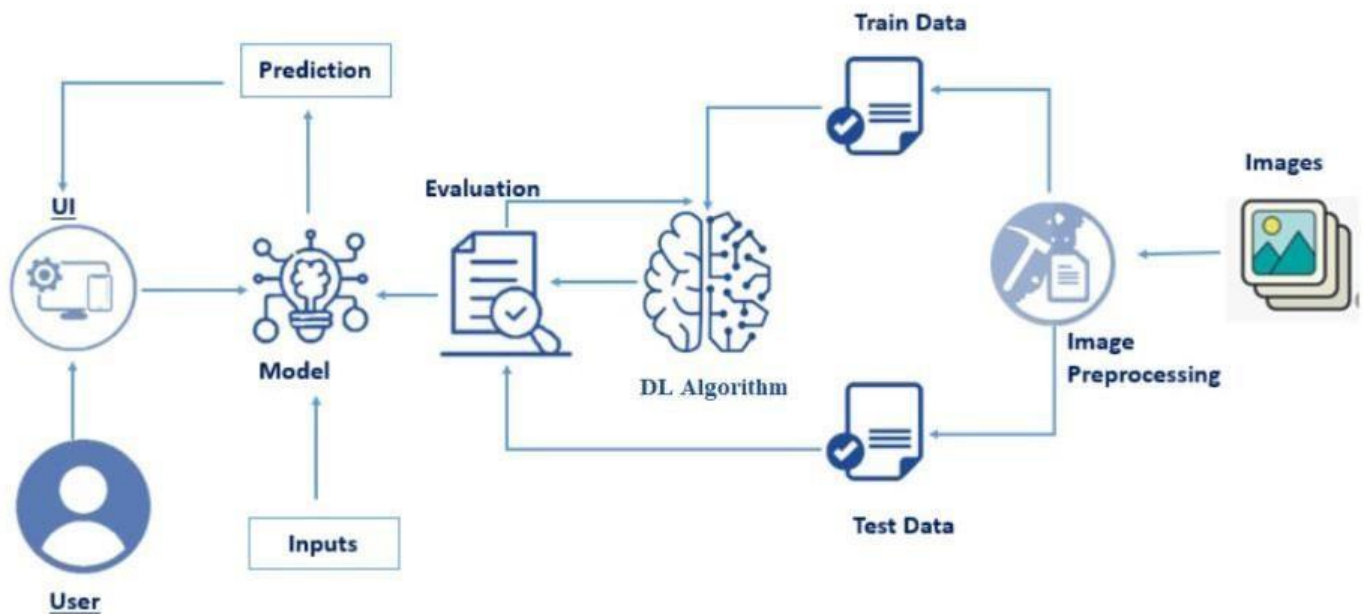 Train Data
Prediction
Images
Evaluation
UI
Image
Preprocessing
Model
DL Algorithm
Test Data
Inputs
User